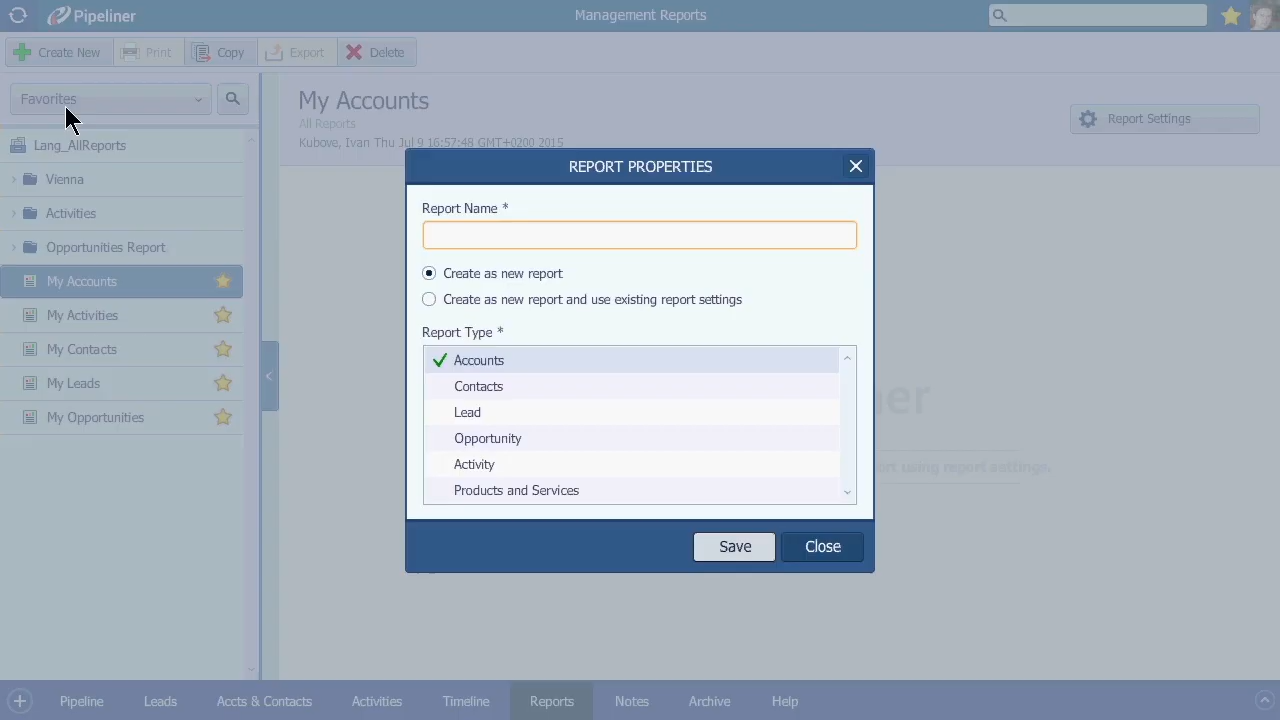 Pipeliner
Management Reports
Create New
Print
Copy
Export
Delete
Favorites
My Accounts
All Reports
Kubove, Ivan Thu Jul 9 16:57:48 GMT+0200 2015
Report Settings
Lang_AllReports
Vienna
Activities
Opportunities Report
My Accounts
My Activities
My Contacts
My Leads
My Opportunities
REPORT PROPERTIES
Report Name *
Create as new report
Create as new report and use existing report settings
Report Type *
Accounts
Contacts
Lead
Opportunity
Activity
Products and Services
using report settings.
Save
Close
Pipeline
Leads
Accts & Contacts
Activities
Timeline
Reports
Notes
Archive
Help